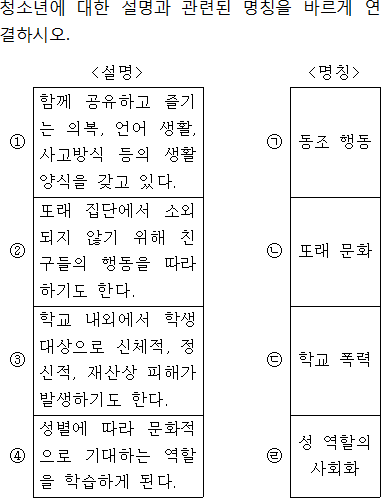 청소년에 대한 설명과 관련된 명칭을 바르게 연
결하시오.
<설명> <명칭>
① 함께 공유하고 즐기
는 의복, 언어 생활,
사고방식 등의 생활
양식을 갖고 있다.
㉠ 동조 행동
② 또래 집단에서 소외
되지 않기 위해 친
구들의 행동을 따라
하기도 한다.
㉡ 또래 문화
③ 학교 내외에서 학생
대상으로 신체적, 정
신적, 재산상 피해가
발생하기도 한다.
㉢ 학교 폭력
④ 성별에 따라 문화적
으로 기대하는 역할
을 학습하게 된다.
㉣ 성 역할의
사회화